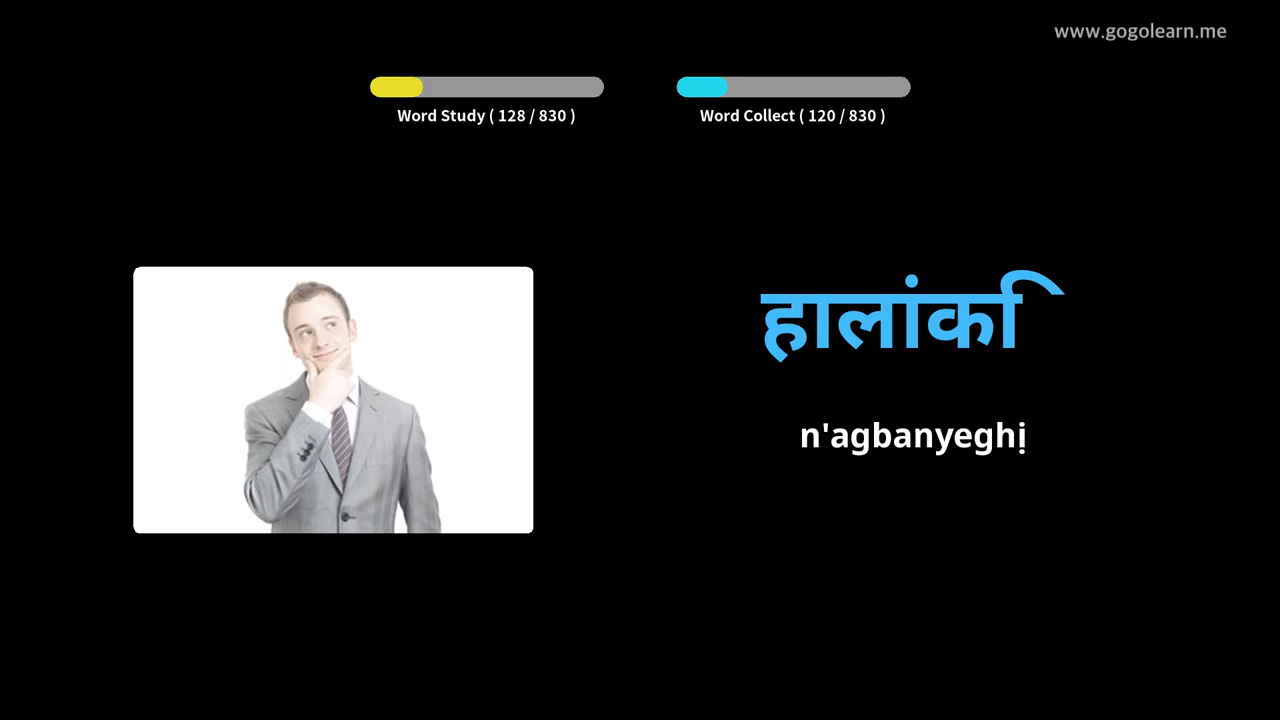 www.gogolearn.me
Word Study ( 128 / 830 )
Word Collect ( 120 / 830 )
हालांकि
n'agbanyeghị